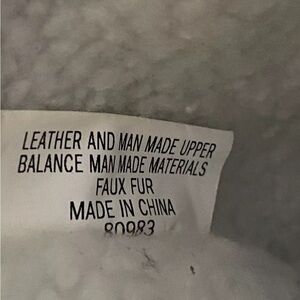 LEATHER AND MAN MADE UPPER
BALANCE MAN MADE MATERIALS
FAUX FUR
MADE IN CHINA
80983